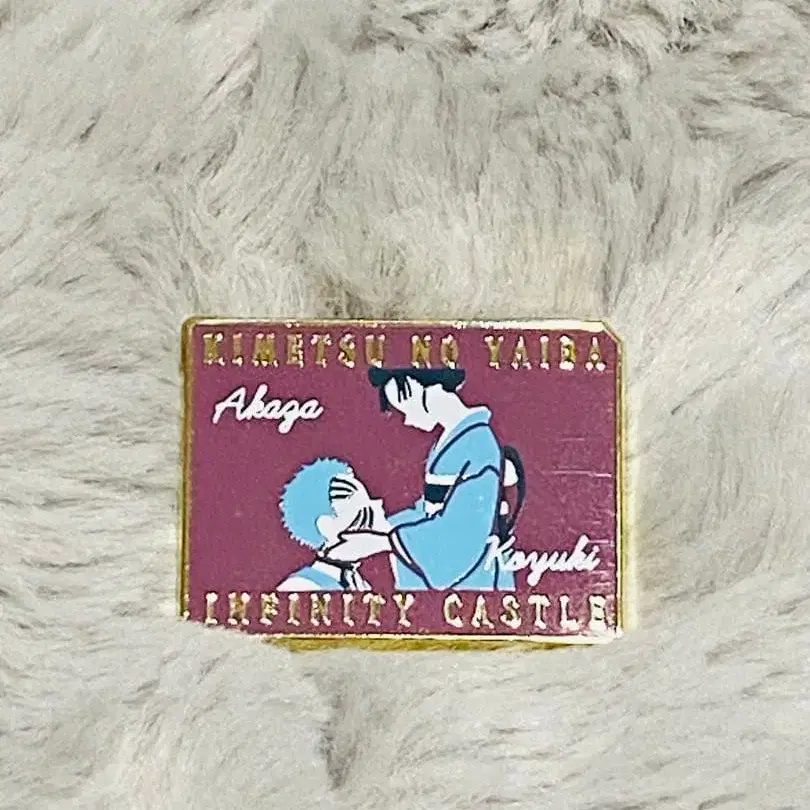 KIMETSU NO YAIBA
Akaza
Koyuki
INFINITY CASTLE